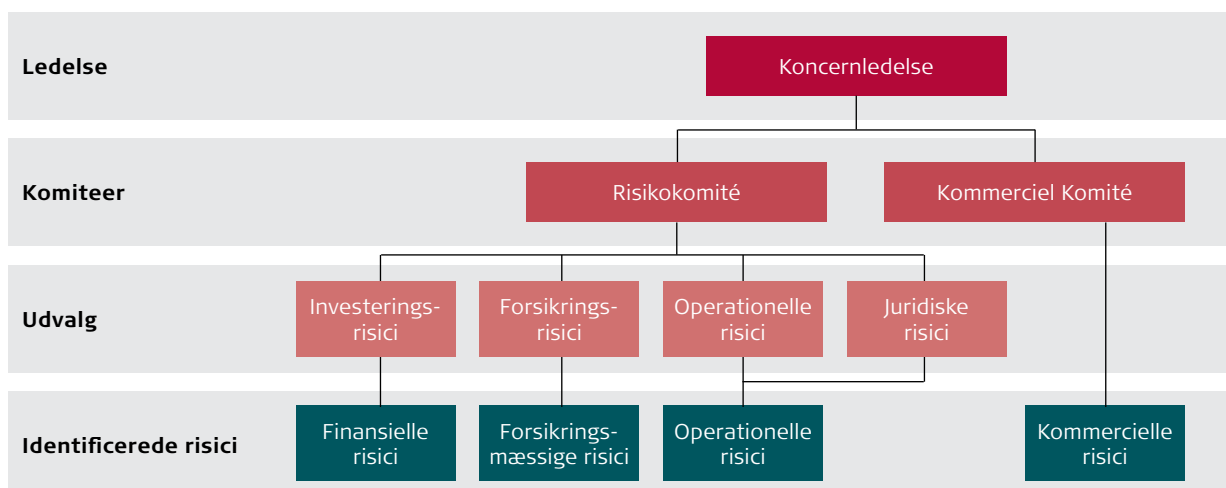 Ledelse
Koncernledelse
Komiteer
Risikokomité
Kommerciel Komité
Udvalg
Investerings-
risici
Forsikring-
risici
Operationelle
risici
Juridiske
risici
Identificerede risici
Finansielle
risici
Forsikrings-
mæssige risici
Operationelle
risici
Kommercielle
risici